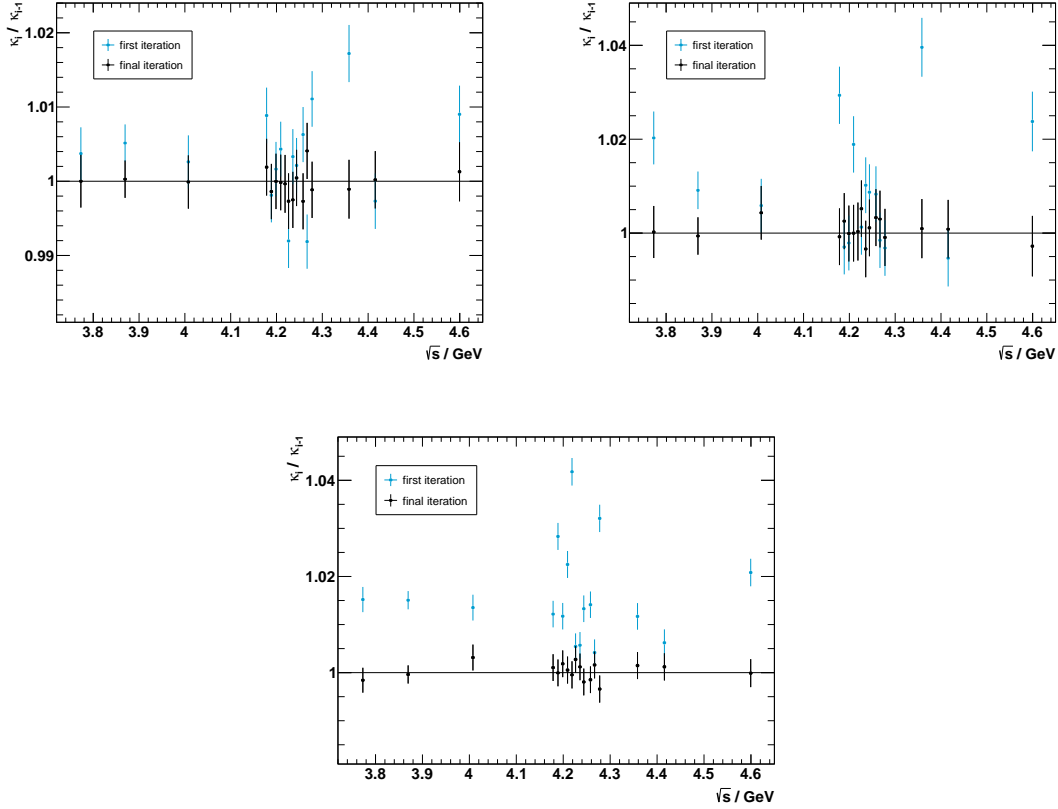 κi / κi-1
1.02
1.01
1
0.99
first iteration
final iteration
3.8 3.9 4 4.1 4.2 4.3 4.4 4.5 4.6
√s / GeV
κi / κi-1
1.04
1.02
1
first iteration
final iteration
3.8 3.9 4 4.1 4.2 4.3 4.4 4.5 4.6
√s / GeV
κi / κi-1
1.04
1.02
1
first iteration
final iteration
3.8 3.9 4 4.1 4.2 4.3 4.4 4.5 4.6
√s / GeV